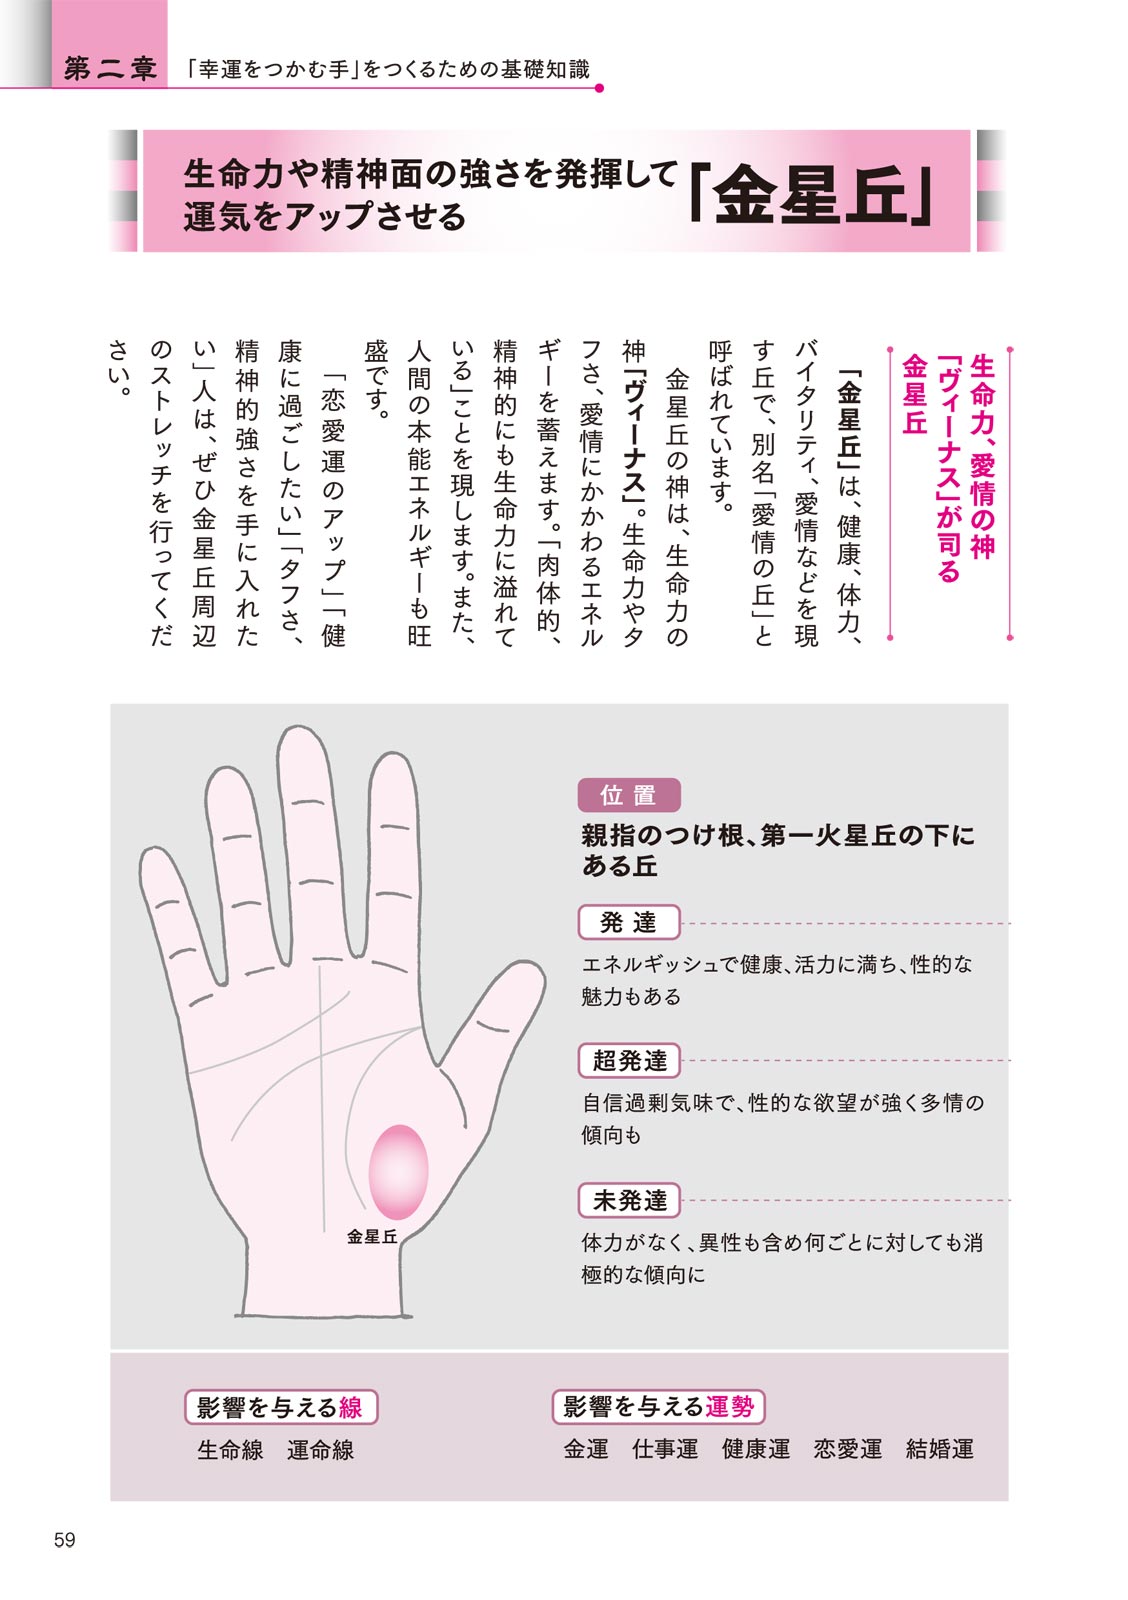 第二章
「幸運をつかむ手」をつくるための基礎知識
生命力や精神面の強さを発揮して
運気をアップさせる
「金星丘」
生命力、愛情の神
「ヴィーナス」が司る
金星丘
「金星丘」は、健康、体力、
バイタリティ、愛情などを現
す丘で、別名「愛情の丘」と
呼ばれています。
金星丘の神は、生命力の
神「ヴィーナス」。生命力やタ
フさ、愛情にかかわるエネル
ギーを蓄えます。「肉体的、
精神的にも生命力に溢れて
いる」ことを現します。また、
人間の本能エネルギーも旺
盛です。
「恋愛運のアップ」「健
康に過ごしたい」「タフさ、
精神的強さを手に入れた
い」人は、ぜひ金星丘周辺
のストレッチを行ってくだ
さい。
位置
親指のつけ根、第一火星丘の下に
ある丘
発達
エネルギッシュで健康、活力に満ち、性的な
魅力もある
超発達
自信過剰気味で、性的な欲望が強く多情の
傾向も
未発達
体力がなく、異性も含め何ごとに対しても消
極的な傾向に
金星丘
影響を与える線
生命線　運命線
影響を与える運勢
金運　仕事運　健康運　恋愛運　結婚運
59